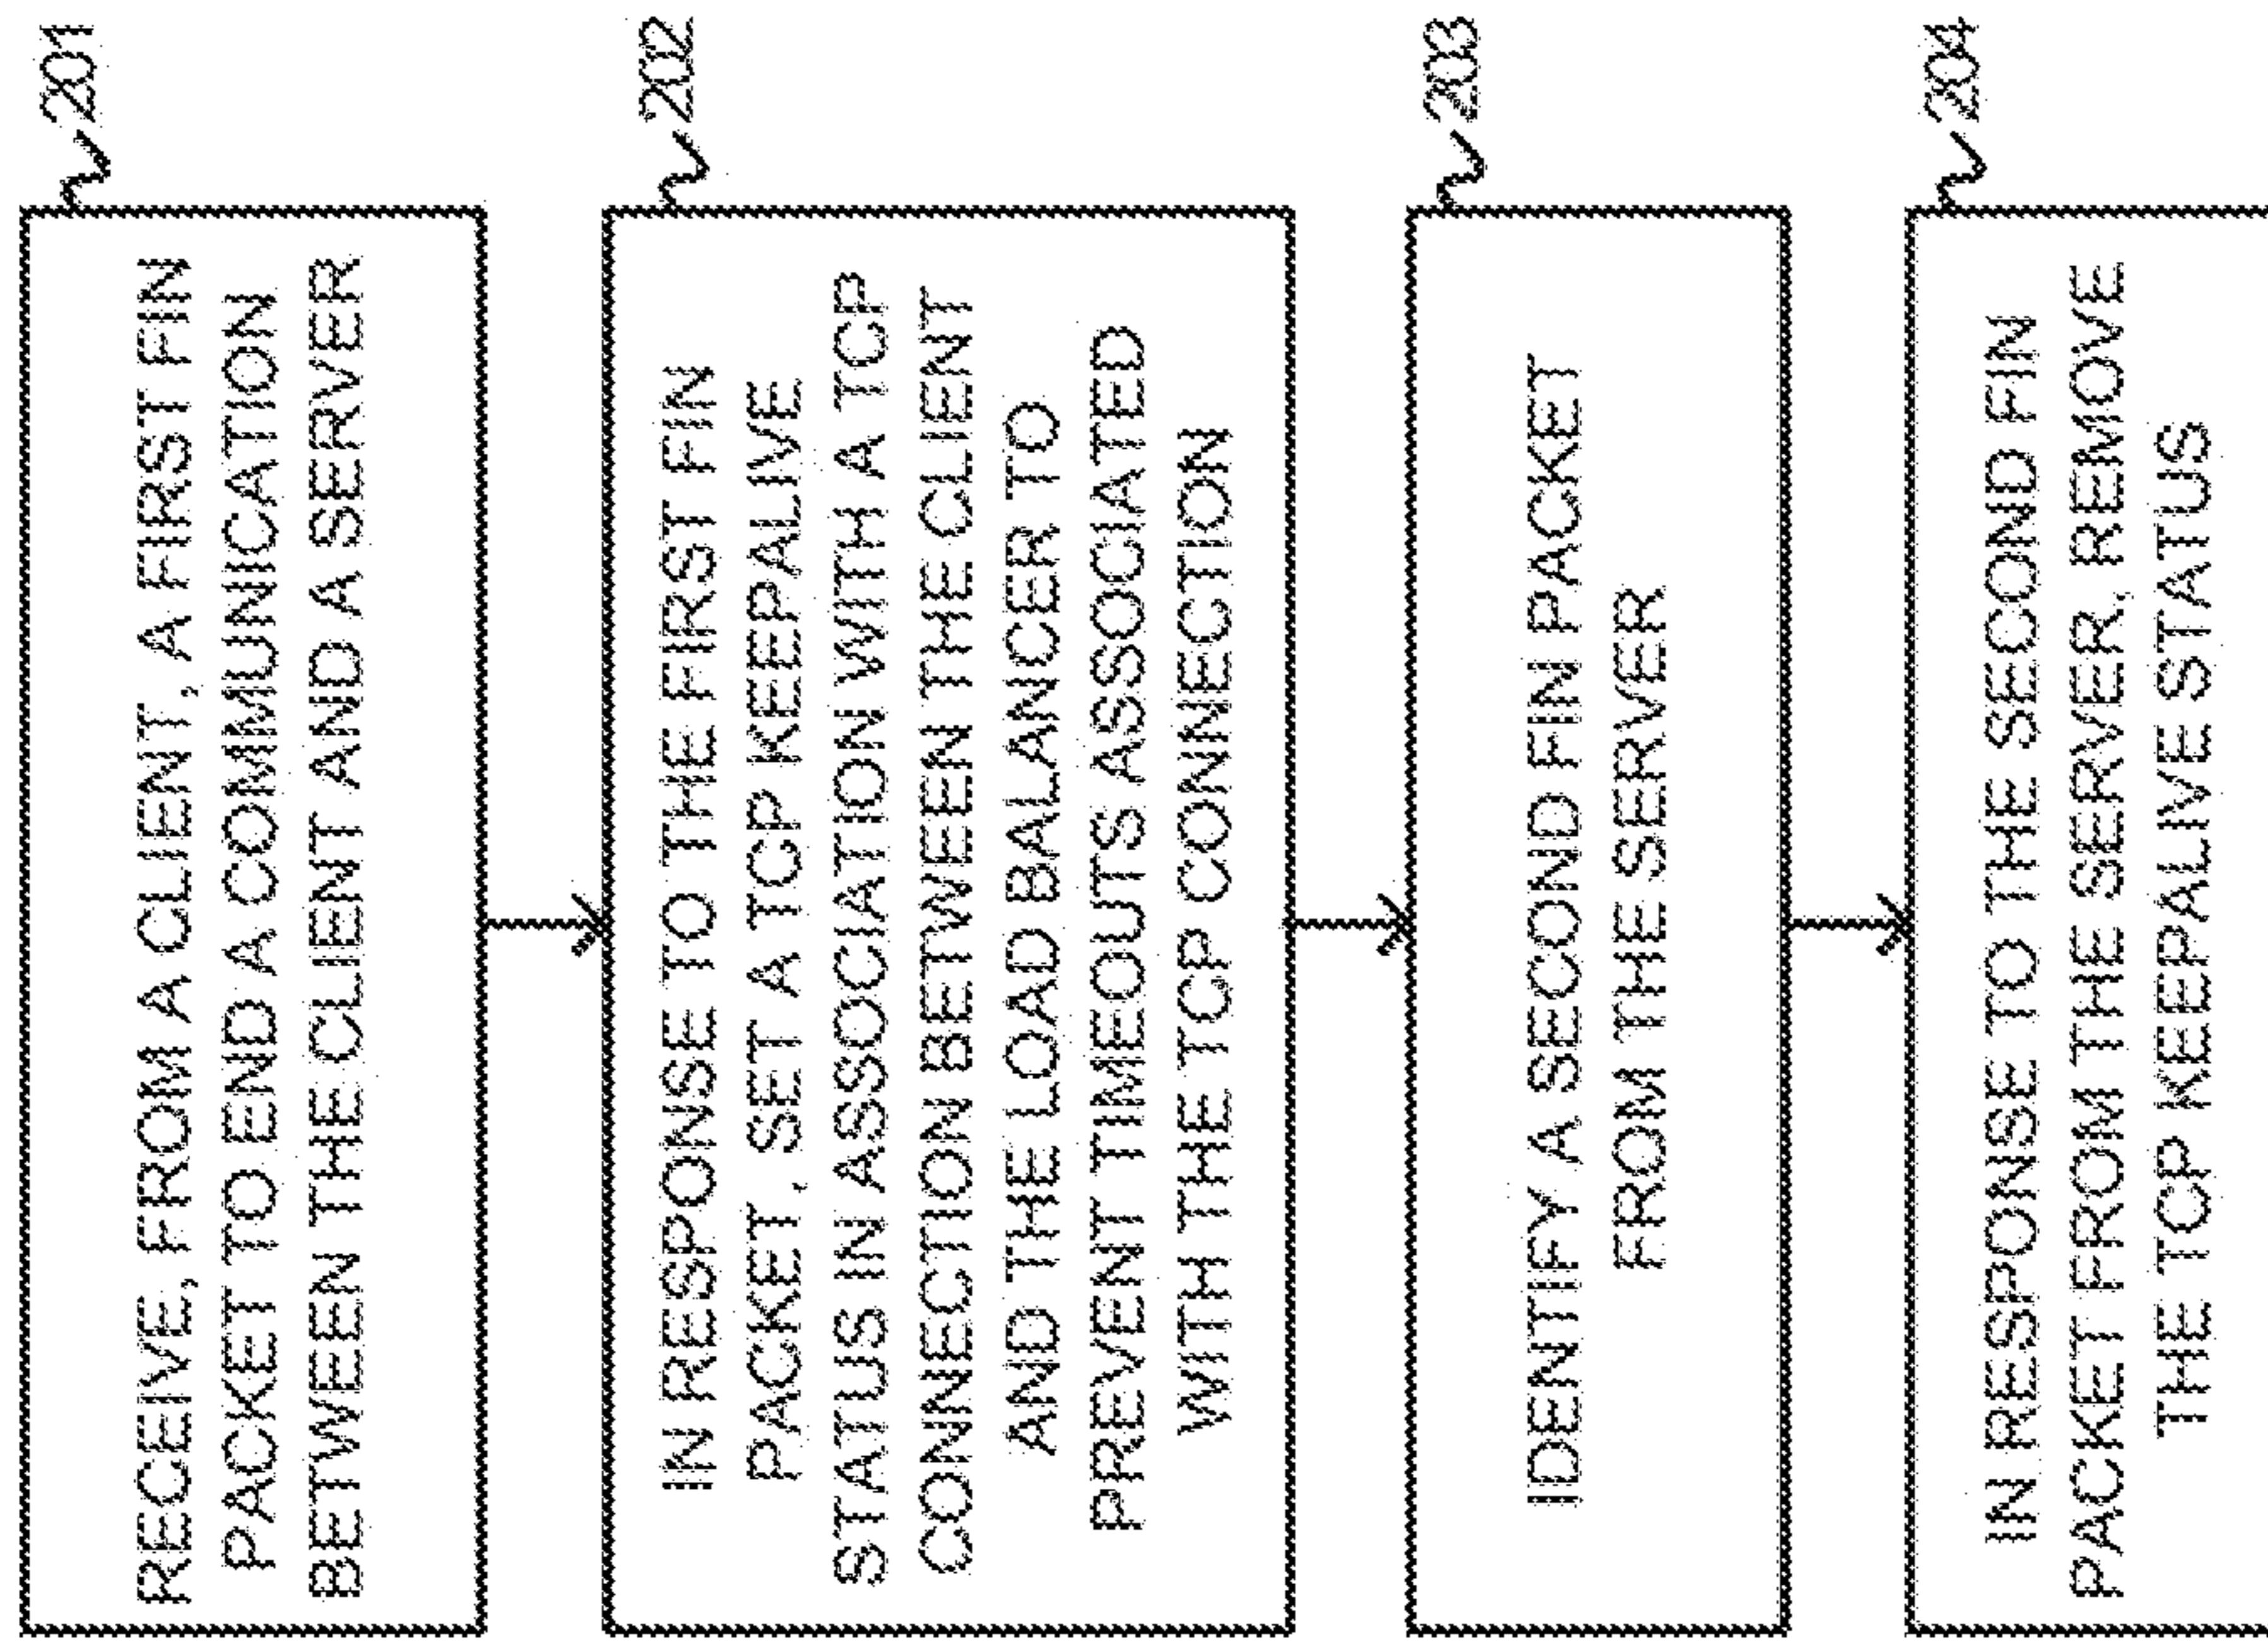 201
RECEIVE, FROM A CLIENT, A FIRST FIN
PACKET TO END A COMMUNICATION
BETWEEN THE CLIENT AND A SERVER
202
IN RESPONSE TO THE FIRST FIN
PACKET, SET A TCP KEEPALIVE
STATUS IN ASSOCIATION WITH A TCP
CONNECTION BETWEEN THE CLIENT
AND THE LOAD BALANCER TO
PREVENT TIMEOUTS ASSOCIATED
WITH THE TCP CONNECTION
203
IDENTIFY A SECOND FIN PACKET
FROM THE SERVER
204
IN RESPONSE TO THE SECOND FIN
PACKET FROM THE SERVER, REMOVE
THE TCP KEEPALIVE STATUS